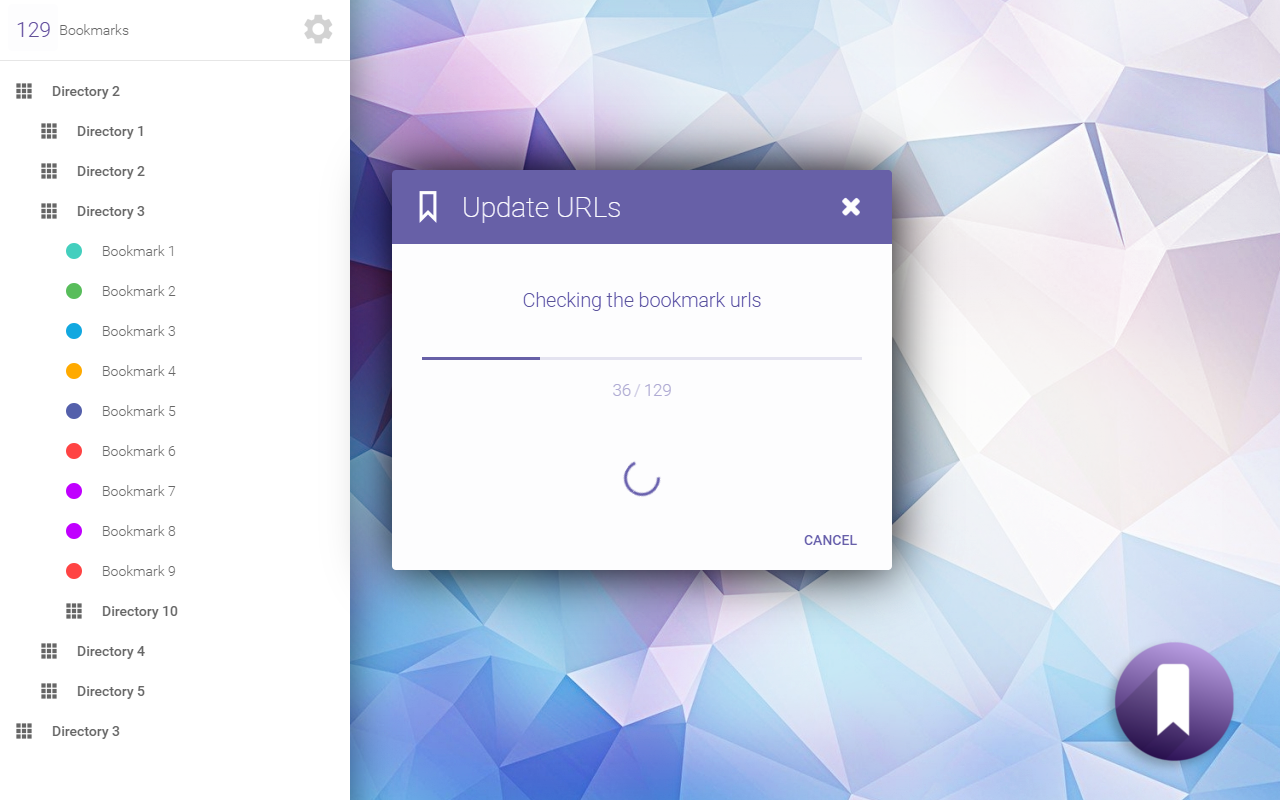 129 Bookmarks
Directory 2
Directory 1
Directory 2
Directory 3
Bookmark 1
Bookmark 2
Bookmark 3
Bookmark 4
Bookmark 5
Bookmark 6
Bookmark 7
Bookmark 8
Bookmark 9
Directory 10
Directory 4
Directory 5
Directory 3
Update URLs
Checking the bookmark urls
36 / 129
CANCEL